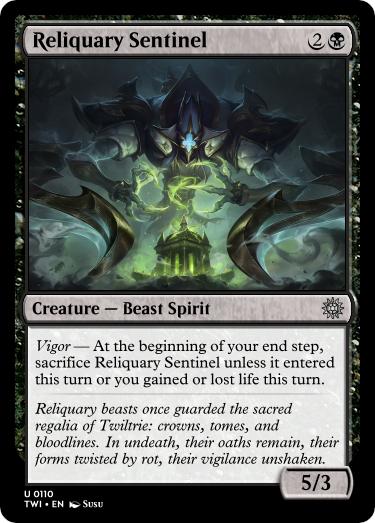 Reliquary Sentinel 2
Creature — Beast Spirit
Vigor — At the beginning of your end step,
sacrifice Reliquary Sentinel unless it entered
this turn or you gained or lost life this turn.
Reliquary beasts once guarded the sacred
regalia of Twiltrie: crowns, tomes, and
bloodlines. In undeath, their oaths remain, their
forms twisted by rot, their vigilance unshaken.
5/3
U 0110
TWI • EN Susu